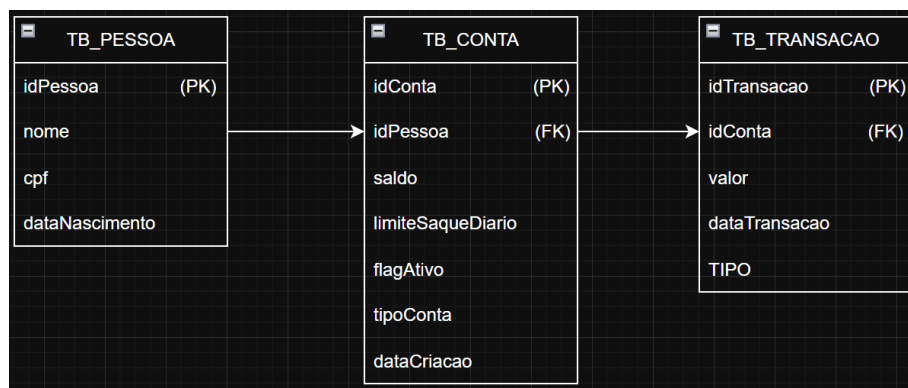 TB_PESSOA
idPessoa (PK)
nome
cpf
dataNascimento
TB_CONTA
idConta (PK)
idPessoa (FK)
saldo
limiteSaqueDiario
flagAtivo
tipoConta
dataCriacao
TB_TRANSACAO
idTransacao (PK)
idConta (FK)
valor
dataTransacao
TIPO